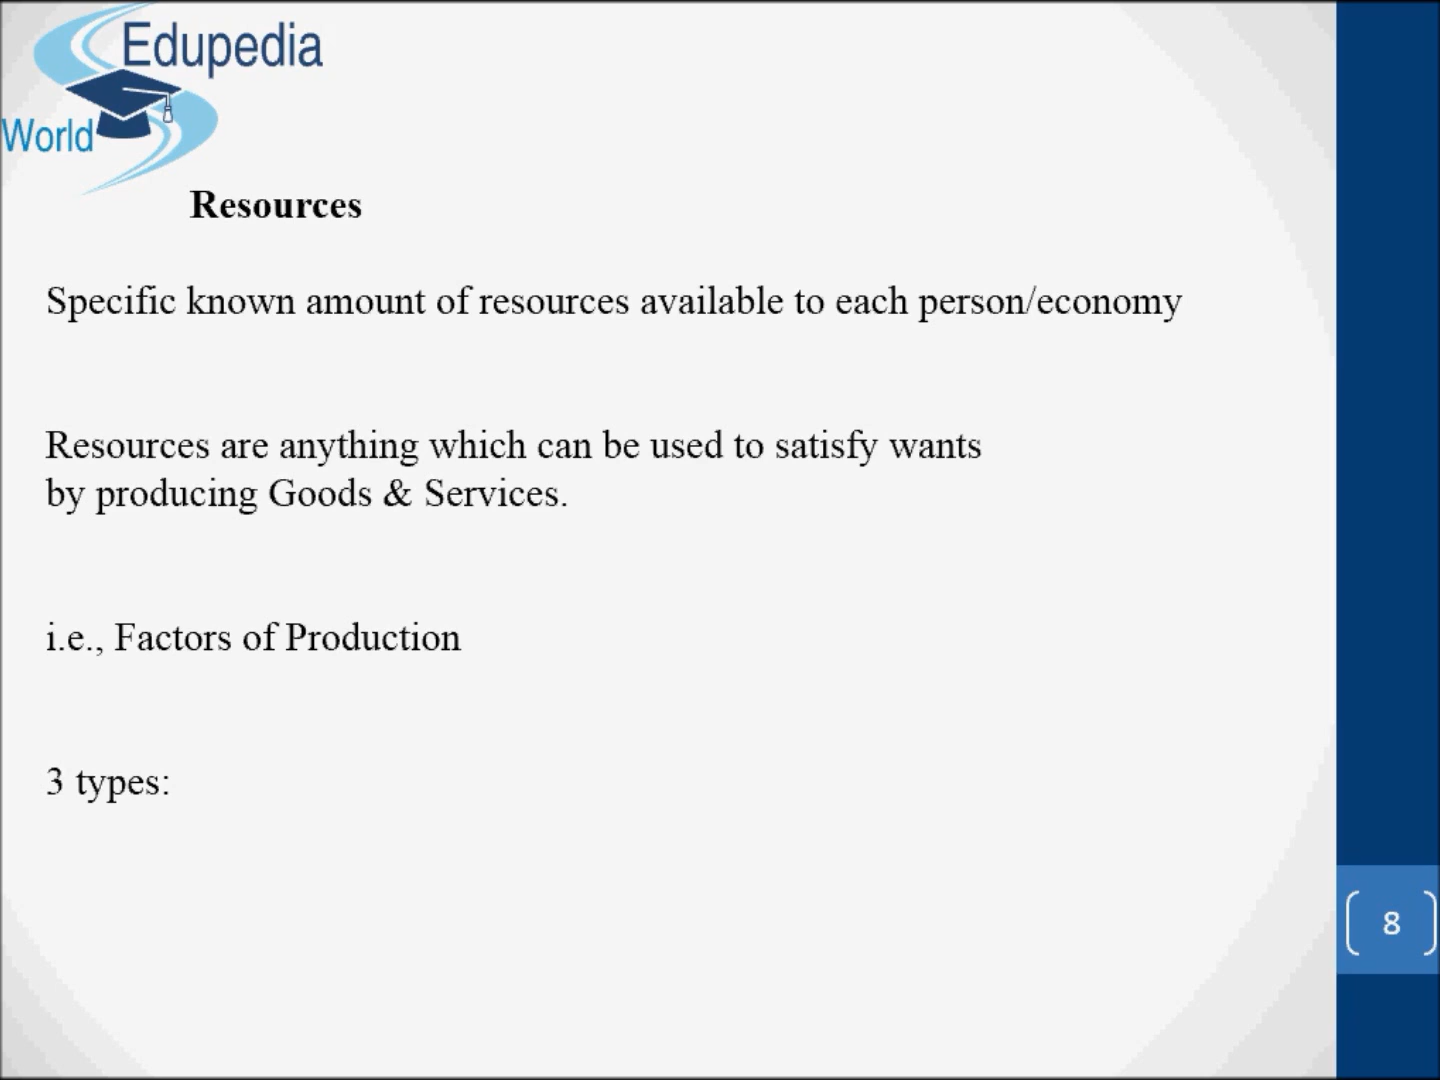 Edupedia
World
Resources
Specific known amount of resources available to each person/economy
Resources are anything which can be used to satisfy wants
by producing Goods & Services.
i.e., Factors of Production
3 types:
8